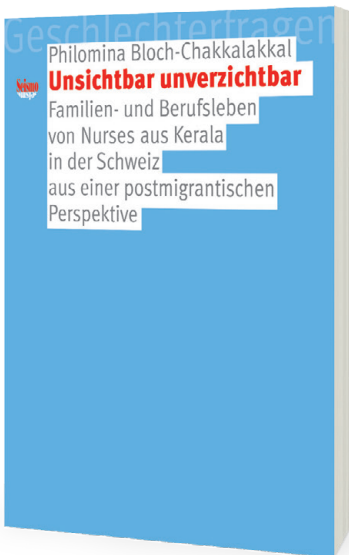 Geschlechterfragen
Philomina Bloch-Chakkalakkal
Seismo
Unsichtbar unverzichtbar
Familien- und Berufsleben
von Nurses aus Kerala
in der Schweiz
aus einer postmigrantischen
Perspektive